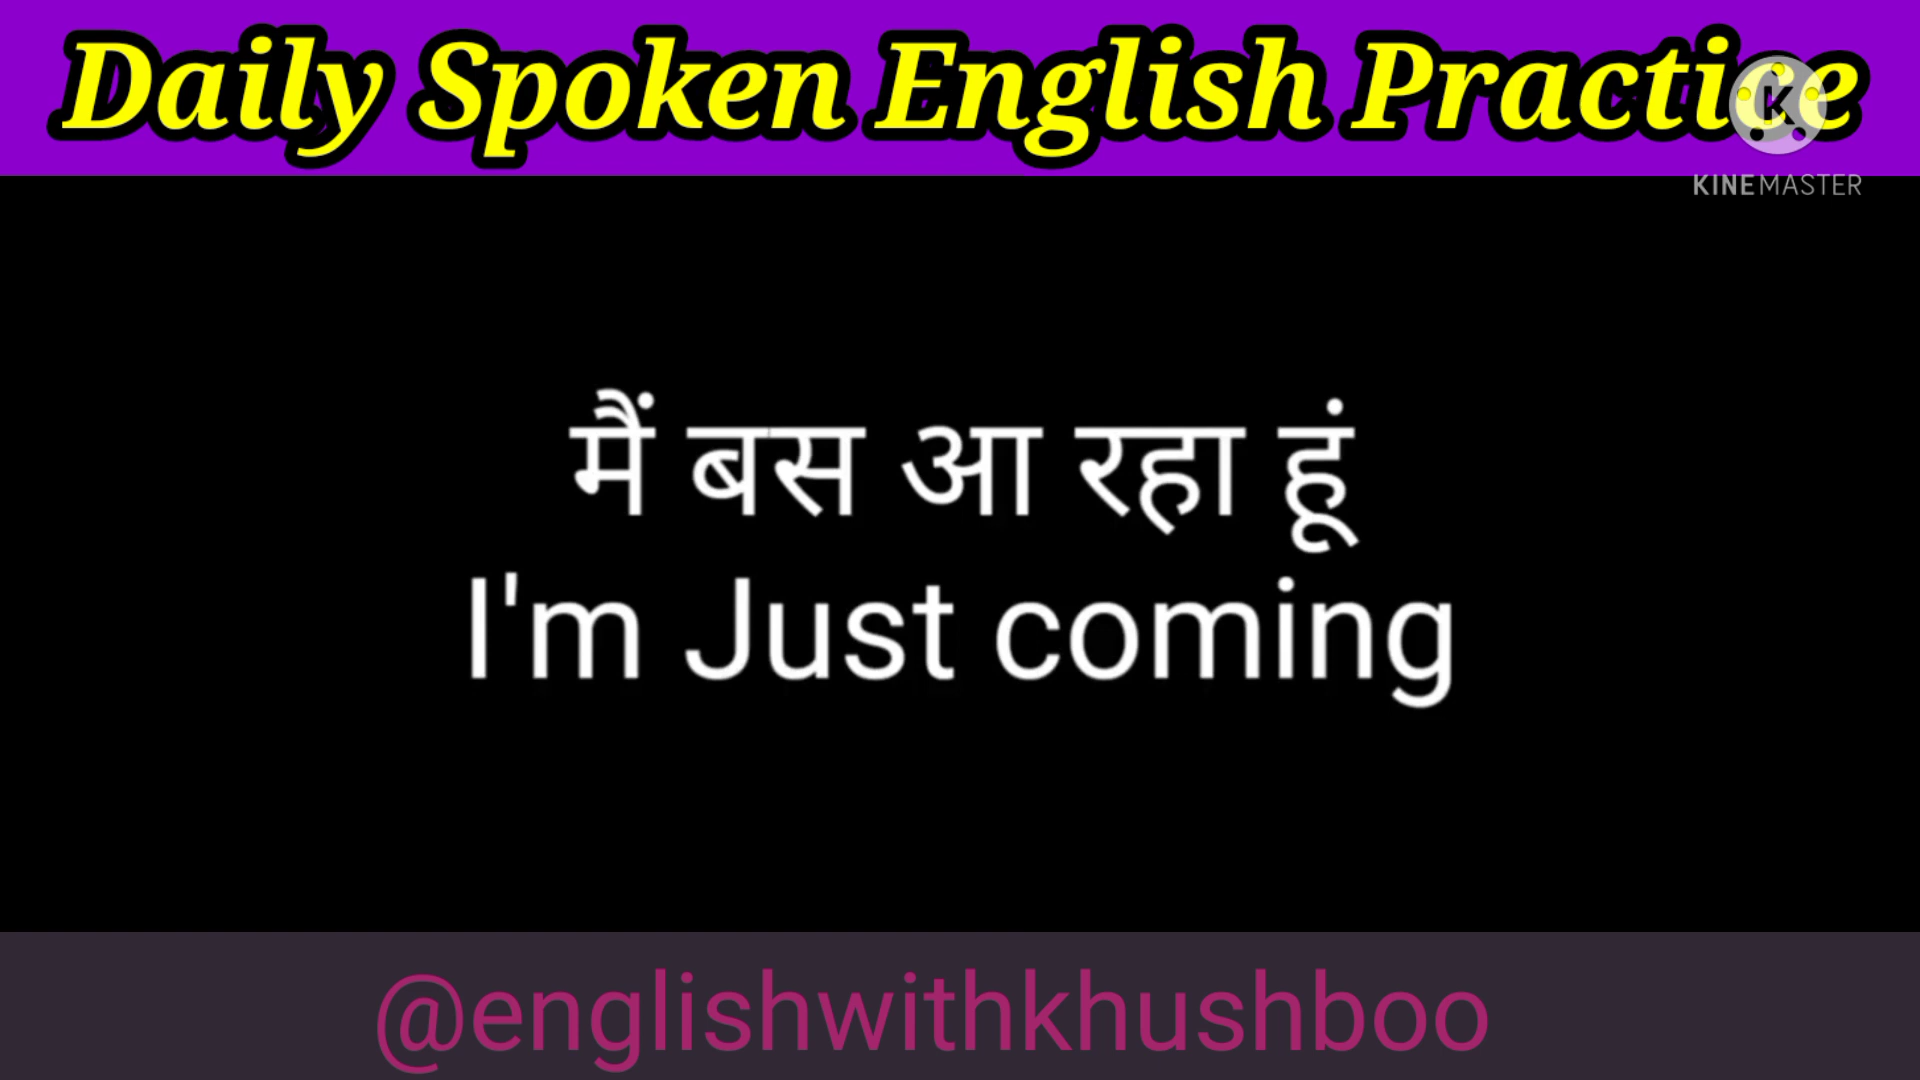 Daily Spoken English Practice
KINEMASTER
मैं बस आ रहा हूं
I'm Just coming
@englishwithkhushboo